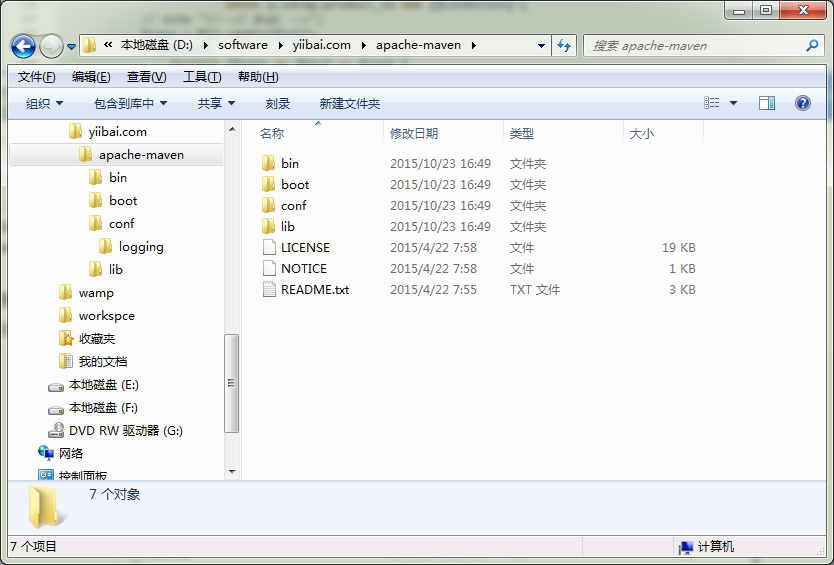 « 本地磁盘 (D:) ▸ software ▸ yiibai.com ▸ apache-maven ▸ 搜索 apache-maven
文件(F) 编辑(E) 查看(V) 工具(T) 帮助(H)
组织 包含到库中 共享 刻录 新建文件夹
yiibai.com
apache-maven
bin
boot
conf
logging
lib
wamp
workspce
收藏夹
我的文档
本地磁盘 (E:)
本地磁盘 (F:)
DVD RW 驱动器 (G:)
网络
控制面板
名称 修改日期 类型 大小
bin 2015/10/23 16:49 文件夹
boot 2015/10/23 16:49 文件夹
conf 2015/10/23 16:49 文件夹
lib 2015/10/23 16:49 文件夹
LICENSE 2015/4/22 7:58 文件 19 KB
NOTICE 2015/4/22 7:58 文件 1 KB
README.txt 2015/4/22 7:55 TXT 文件 3 KB
7 个对象
7 个项目 计算机